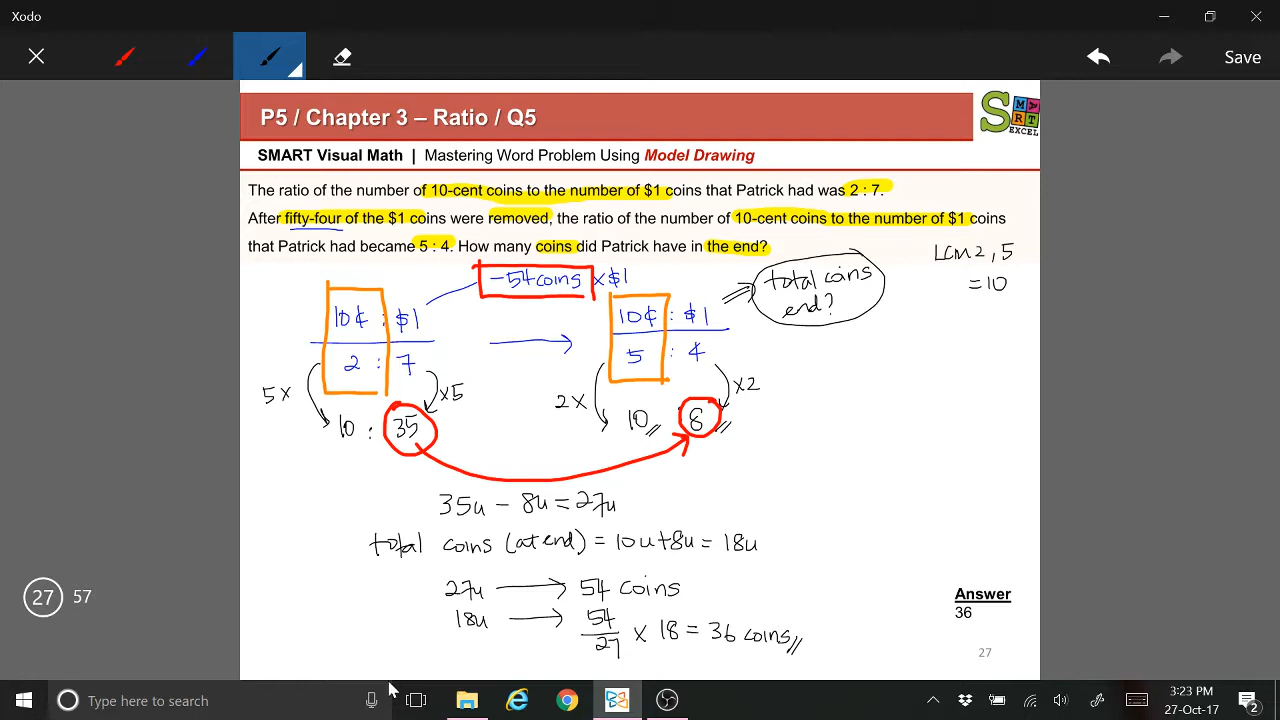 Xodo
Save
P5 / Chapter 3 – Ratio / Q5
S MART EXCEL
SMART Visual Math | Mastering Word Problem Using Model Drawing
The ratio of the number of 10-cent coins to the number of $1 coins that Patrick had was 2 : 7.
After fifty-four of the $1 coins were removed, the ratio of the number of 10-cent coins to the number of $1 coins
that Patrick had became 5 : 4. How many coins did Patrick have in the end?
LCM 2, 5
= 10
-54 coins x $1
total coins
end?
10¢ : $1
10¢ : $1
2 : 7
5 : 4
5x
x5
2x
x2
10 : 35
10 8
35u - 8u = 27u
total coins (at end) = 10u + 8u = 18u
27u → 54 coins
18u → 54/27 x 18 = 36 coins
Answer
36
27
27 57
Type here to search
3:23 PM
27-Oct-17
2